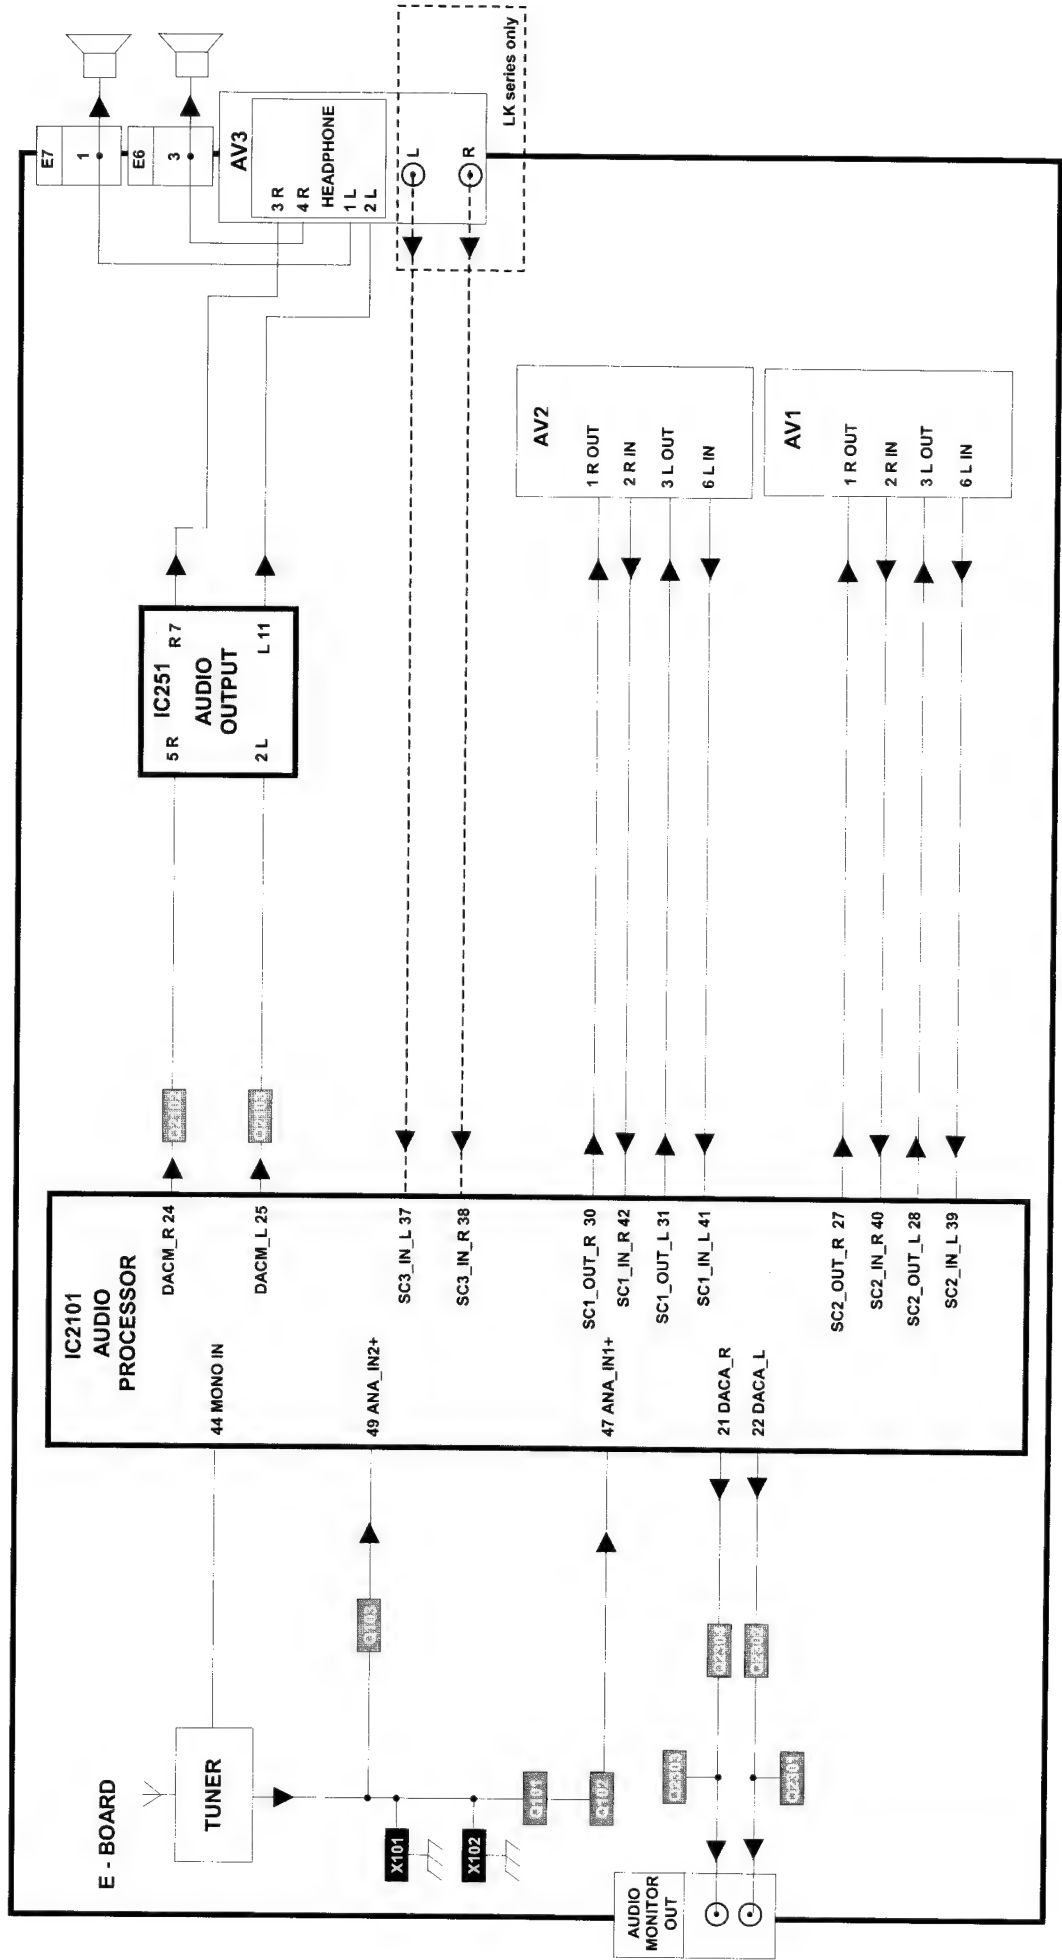 E - BOARD
TUNER
X101
X102
Q103
Q101
Q102
AUDIO
MONITOR
OUT
IC2101
AUDIO
PROCESSOR
44 MONO IN
49 ANA_IN2+
47 ANA_IN1+
21 DACA_R
22 DACA_L
DACM_R 24
DACM_L 25
SC3_IN_L 37
SC3_IN_R 38
SC1_OUT_R 30
SC1_IN_R 42
SC1_OUT_L 31
SC1_IN_L 41
SC2_OUT_R 27
SC2_IN_R 40
SC2_OUT_L 28
SC2_IN_L 39
IC251
5 R
R 7
AUDIO
OUTPUT
2 L
L 11
AV2
1 R OUT
2 R IN
3 L OUT
6 L IN
AV1
1 R OUT
2 R IN
3 L OUT
6 L IN
E7
1
E6
3
AV3
3 R
4 R
HEADPHONE
1 L
2 L
L
R
LK series only